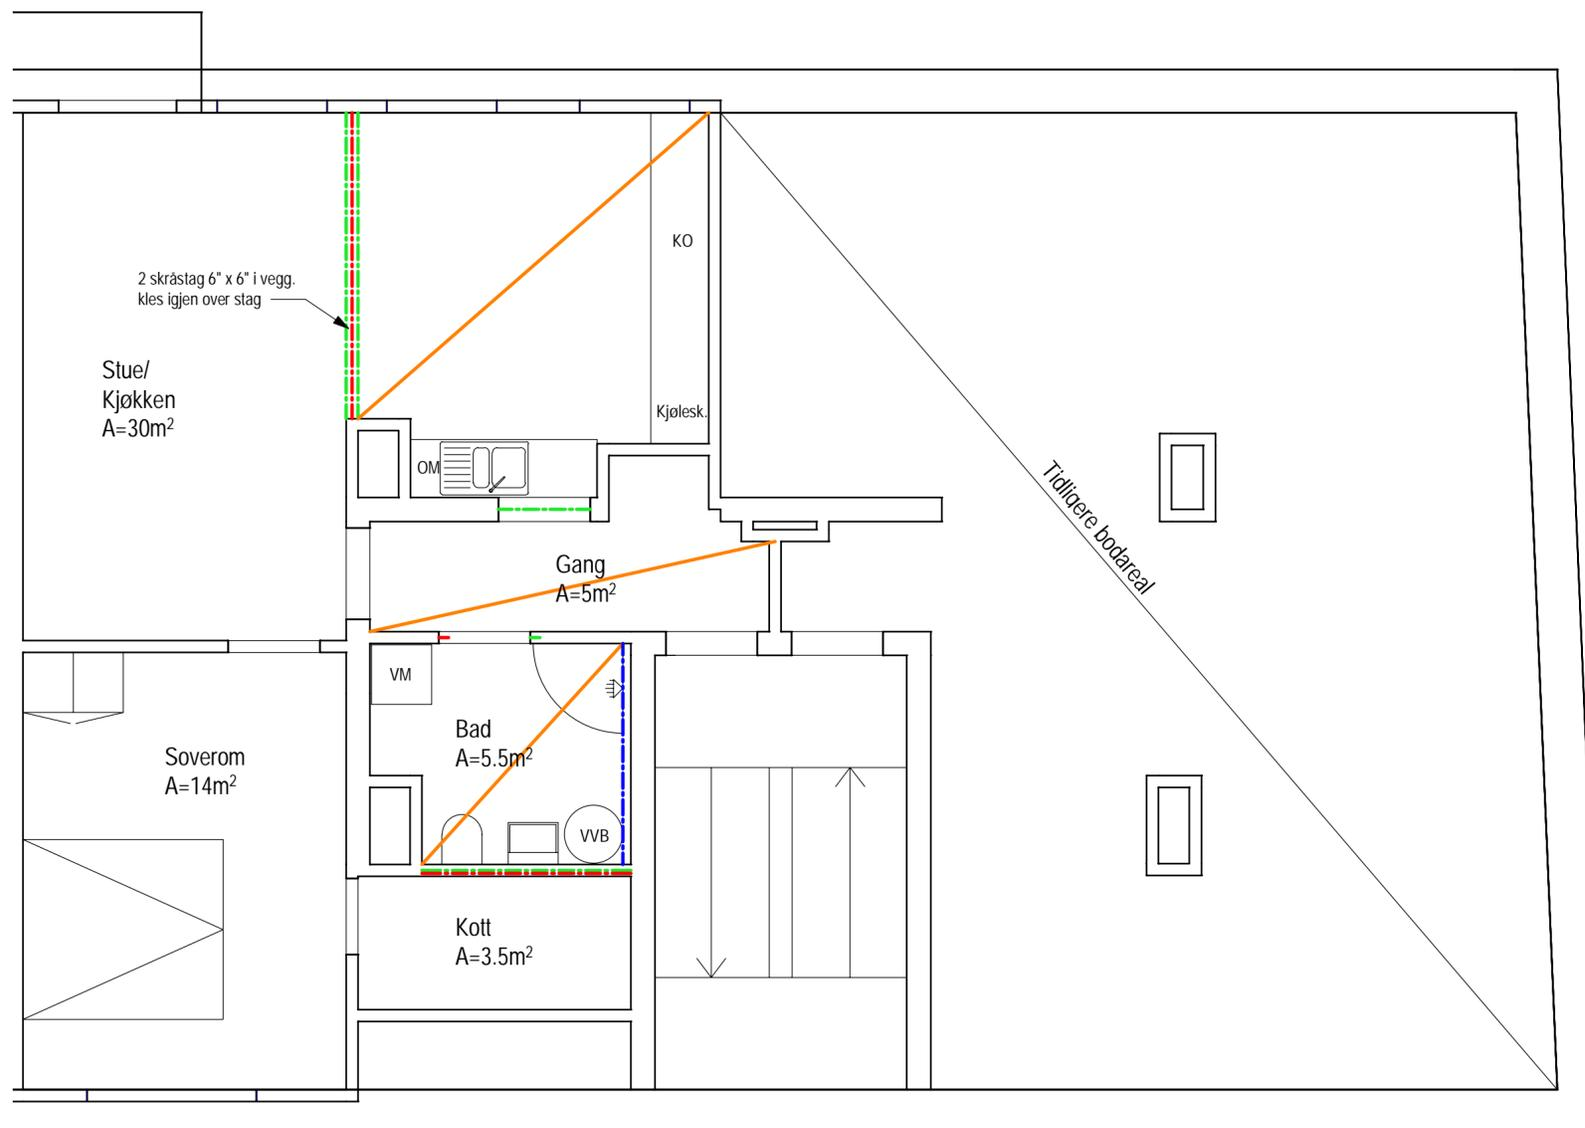 KO
2 skråstag 6" x 6" i vegg.
kles igjen over stag
Stue/
Kjøkken
A=30m²
Kjølesk.
OM
Tidligere bodareal
Gang
A=5m²
VM
Bad
A=5.5m²
Soverom
A=14m²
VVB
Kott
A=3.5m²